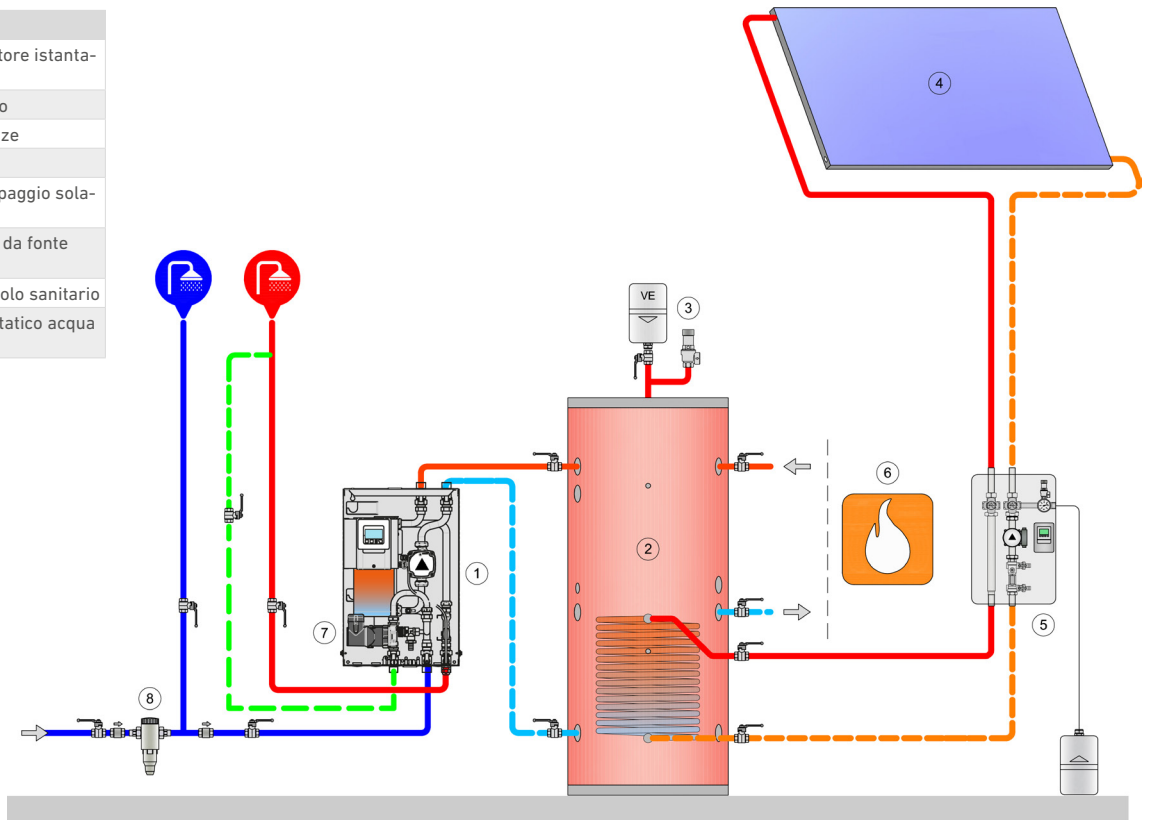 tore istanta-
o
ze
paggio sola-
da fonte
olo sanitario
tatico acqua
4
VE
3
6
2
1
5
7
8